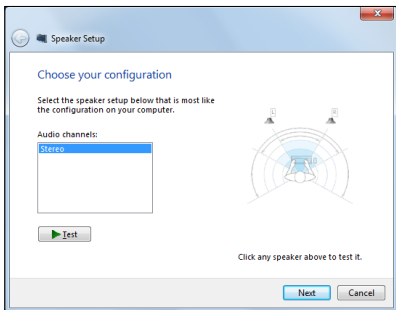 Speaker Setup
Choose your configuration
Select the speaker setup below that is most like
the configuration on your computer.
Audio channels:
Stereo
L
R
Test
Click any speaker above to test it.
Next
Cancel